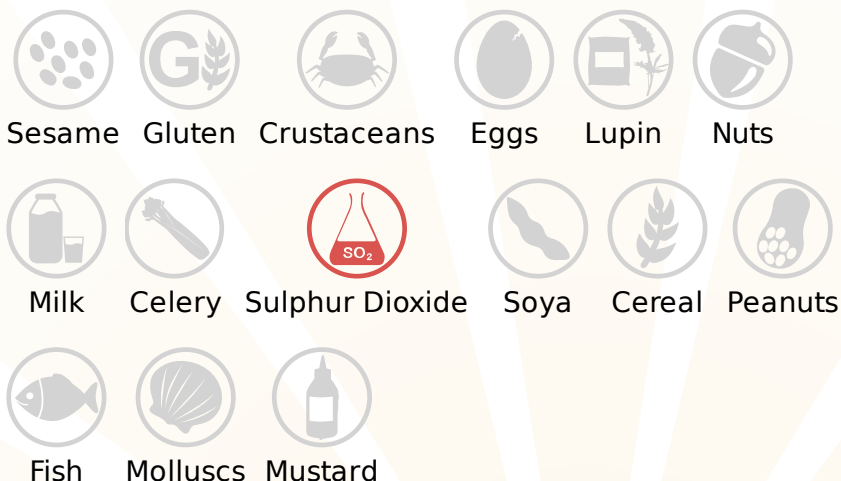 G
Sesame Gluten Crustaceans Eggs Lupin Nuts
SO₂
Milk Celery Sulphur Dioxide Soya Cereal Peanuts
Fish Molluscs Mustard